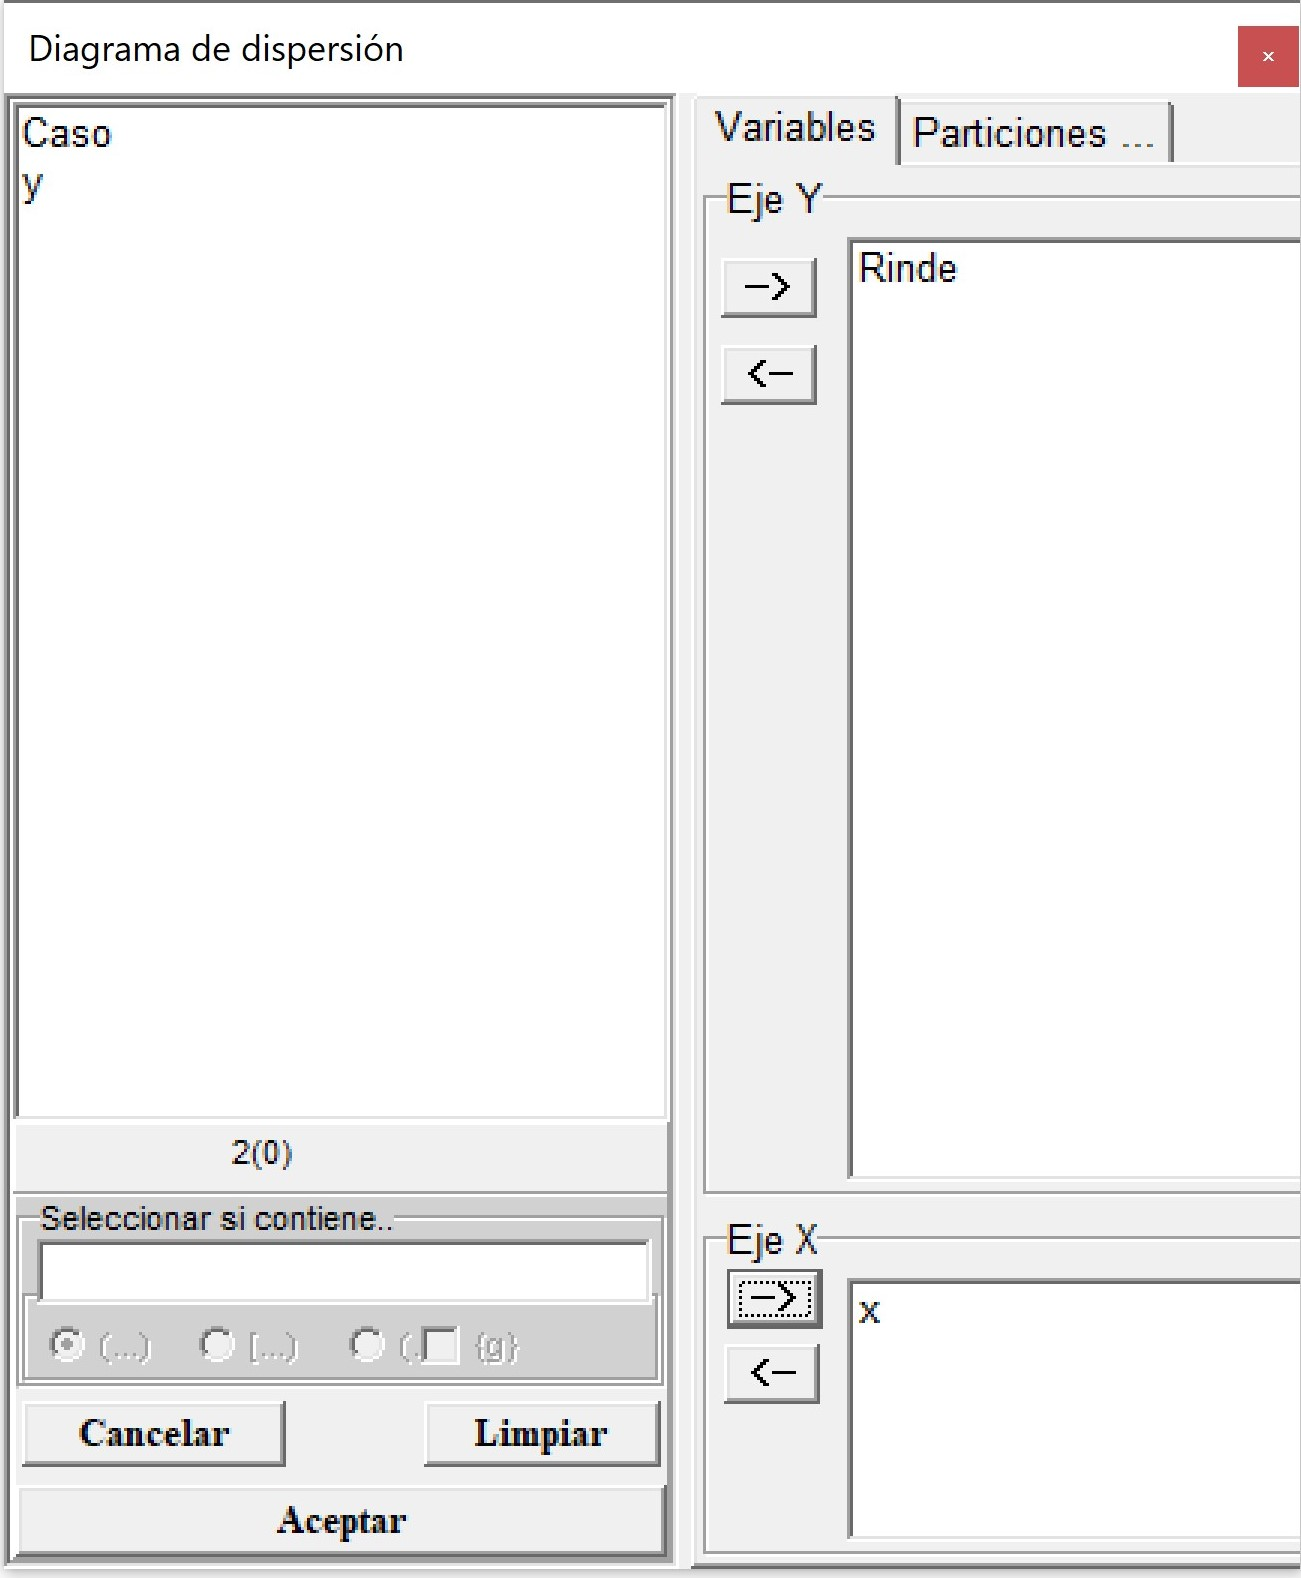 Diagrama de dispersión
Caso
y
2(0)
Seleccionar si contiene..
(...) [...) (. {g}
Cancelar Limpiar
Aceptar
Variables Particiones ...
Eje Y
-->
<--
Rinde
Eje X
-->
<--
x